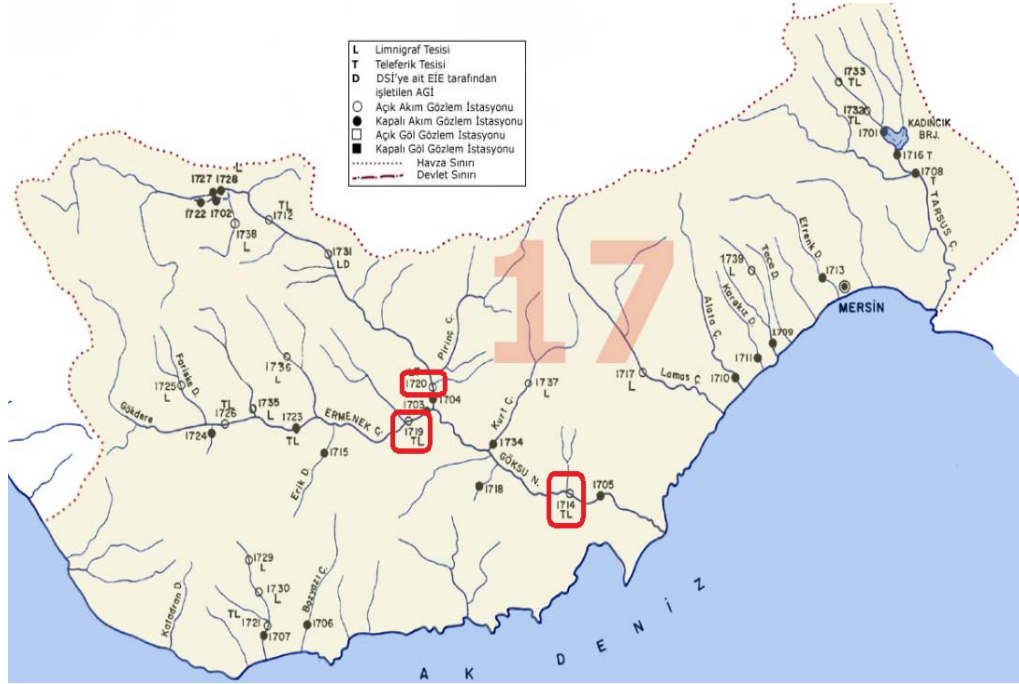 L Limnigraf Tesisi
T Teleferik Tesisi
D DSİ'ye ait EİE tarafından
işletilen AGİ
Açık Akım Gözlem İstasyonu
Kapalı Akım Gözlem İstasyonu
Açık Göl Gözlem İstasyonu
Kapalı Göl Gözlem İstasyonu
Havza Sınırı
Devlet Sınırı
17
1733
TL
1732
TL
1701
KADINCIK
BRJ.
1716 T
1708
T
TARSUS Ç.
L
1727 1728
1722 1702
1738
L
TL
1712
1731
LD
Efrenk D.
1713
MERSİN
Tece D.
1739
L
Karakız D.
1709
1711
Alata Ç.
1710
1717
L
Lamas Ç.
Pirinç Ç.
1720
1704
1703
1719
TL
1737
L
Kurt Ç.
1736
L
Fariske D.
1725
L
TL
1726
1735
L
1723
TL
ERMENEK Ç.
Gökdere
1724
1715
Erik D.
1734
GÖKSU N.
1718
1714
TL
1705
1729
L
1730
L
TL
1721
1707
Bozyazı Ç.
1706
Katadran D.
AK DENİZ